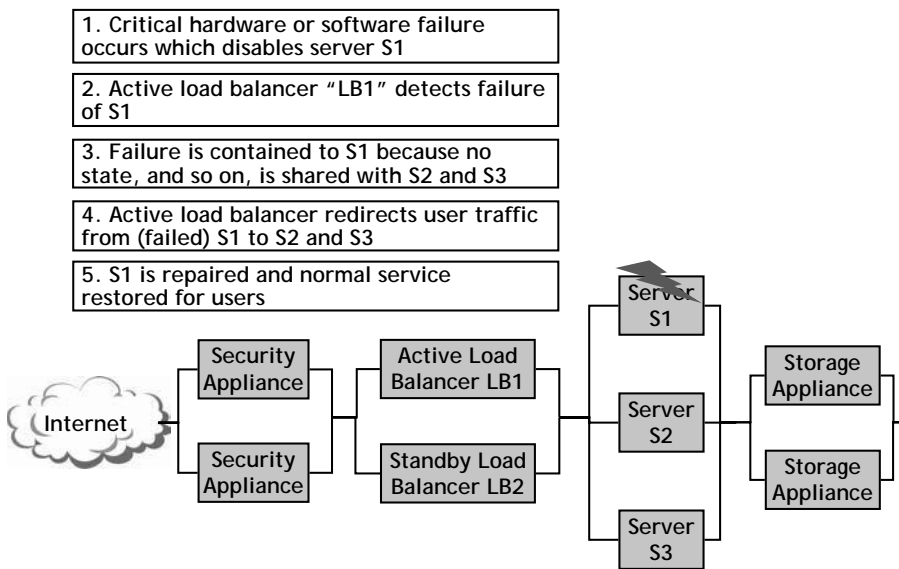 1. Critical hardware or software failure
occurs which disables server S1
2. Active load balancer “LB1” detects failure
of S1
3. Failure is contained to S1 because no
state, and so on, is shared with S2 and S3
4. Active load balancer redirects user traffic
from (failed) S1 to S2 and S3
5. S1 is repaired and normal service
restored for users
Internet
Security
Appliance
Security
Appliance
Active Load
Balancer LB1
Standby Load
Balancer LB2
Server
S1
Server
S2
Server
S3
Storage
Appliance
Storage
Appliance